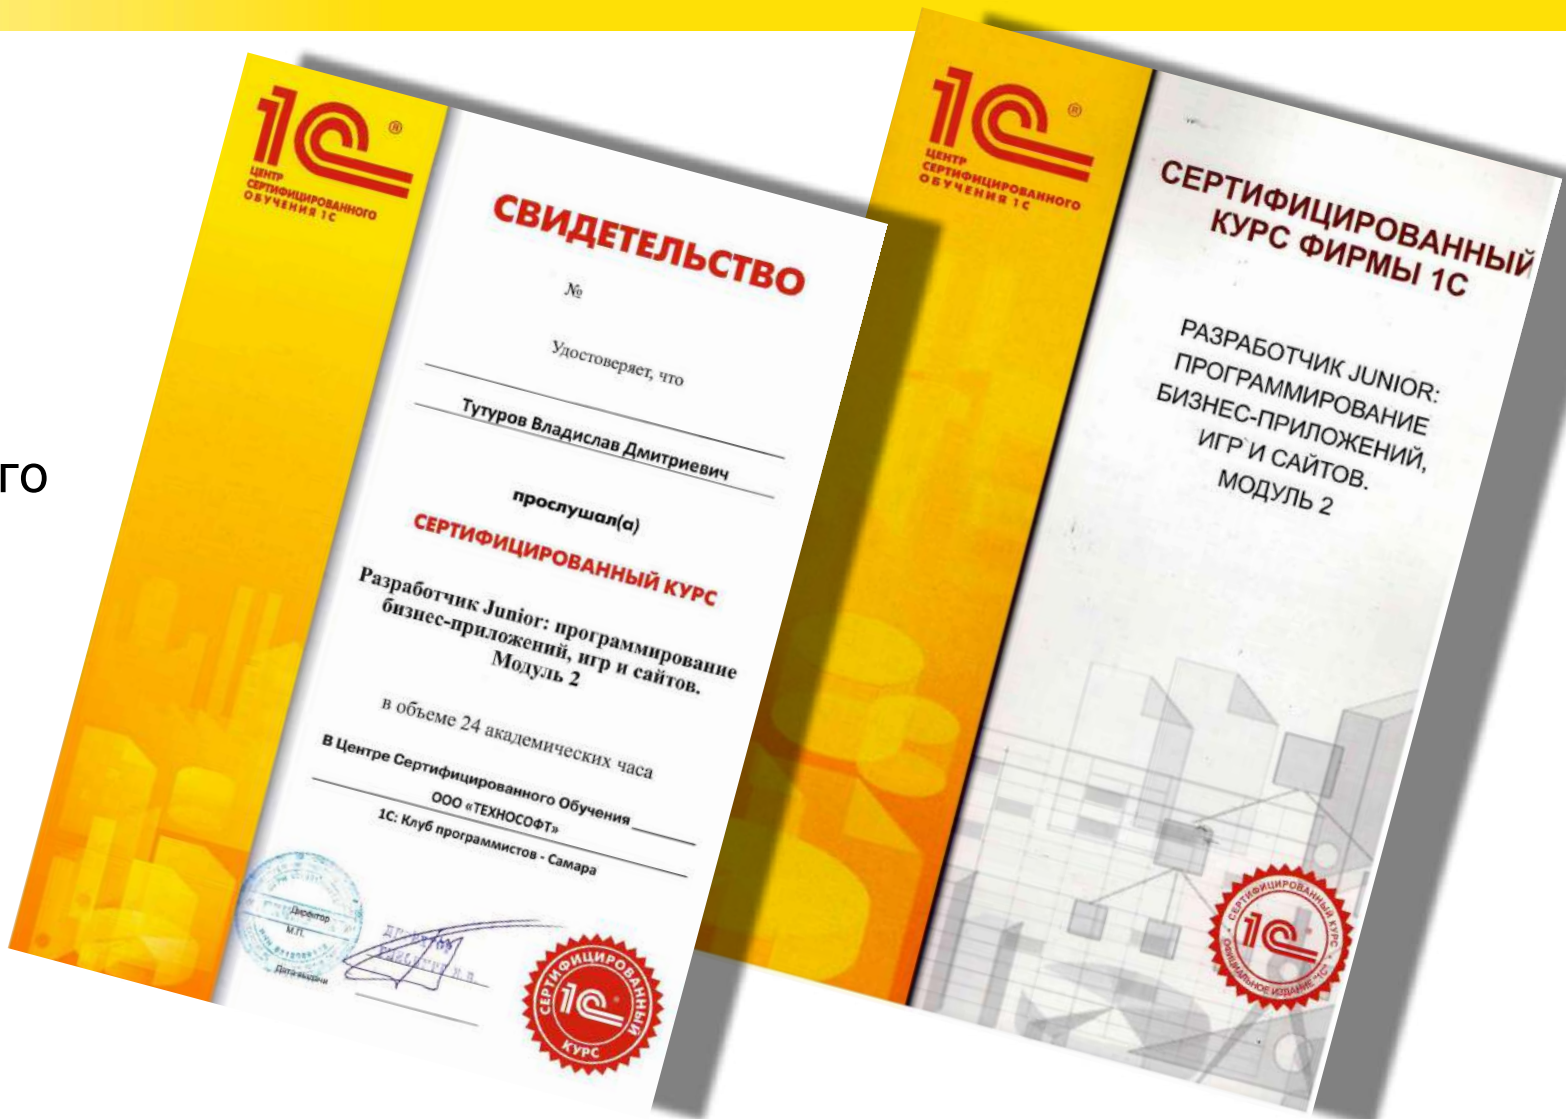 го
1С ®
ЦЕНТР
СЕРТИФИЦИРОВАННОГО
ОБУЧЕНИЯ 1С
СВИДЕТЕЛЬСТВО
№
Удостоверяет, что
Тутуров Владислав Дмитриевич
прослушал(а)
СЕРТИФИЦИРОВАННЫЙ КУРС
Разработчик Junior: программирование
бизнес-приложений, игр и сайтов.
Модуль 2
в объеме 24 академических часа
В Центре Сертифицированного Обучения
ООО «ТЕХНОСОФТ»
1С: Клуб программистов - Самара
Директор
М.П.
Дата выдачи
СЕРТИФИЦИРОВАННЫЙ
1С
КУРС
1С ®
ЦЕНТР
СЕРТИФИЦИРОВАННОГО
ОБУЧЕНИЯ 1С
СЕРТИФИЦИРОВАННЫЙ
КУРС ФИРМЫ 1С
РАЗРАБОТЧИК JUNIOR:
ПРОГРАММИРОВАНИЕ
БИЗНЕС-ПРИЛОЖЕНИЙ,
ИГР И САЙТОВ.
МОДУЛЬ 2
СЕРТИФИЦИРОВАННЫЙ КУРС
1С
ОФИЦИАЛЬНОЕ ИЗДАНИЕ "1С"